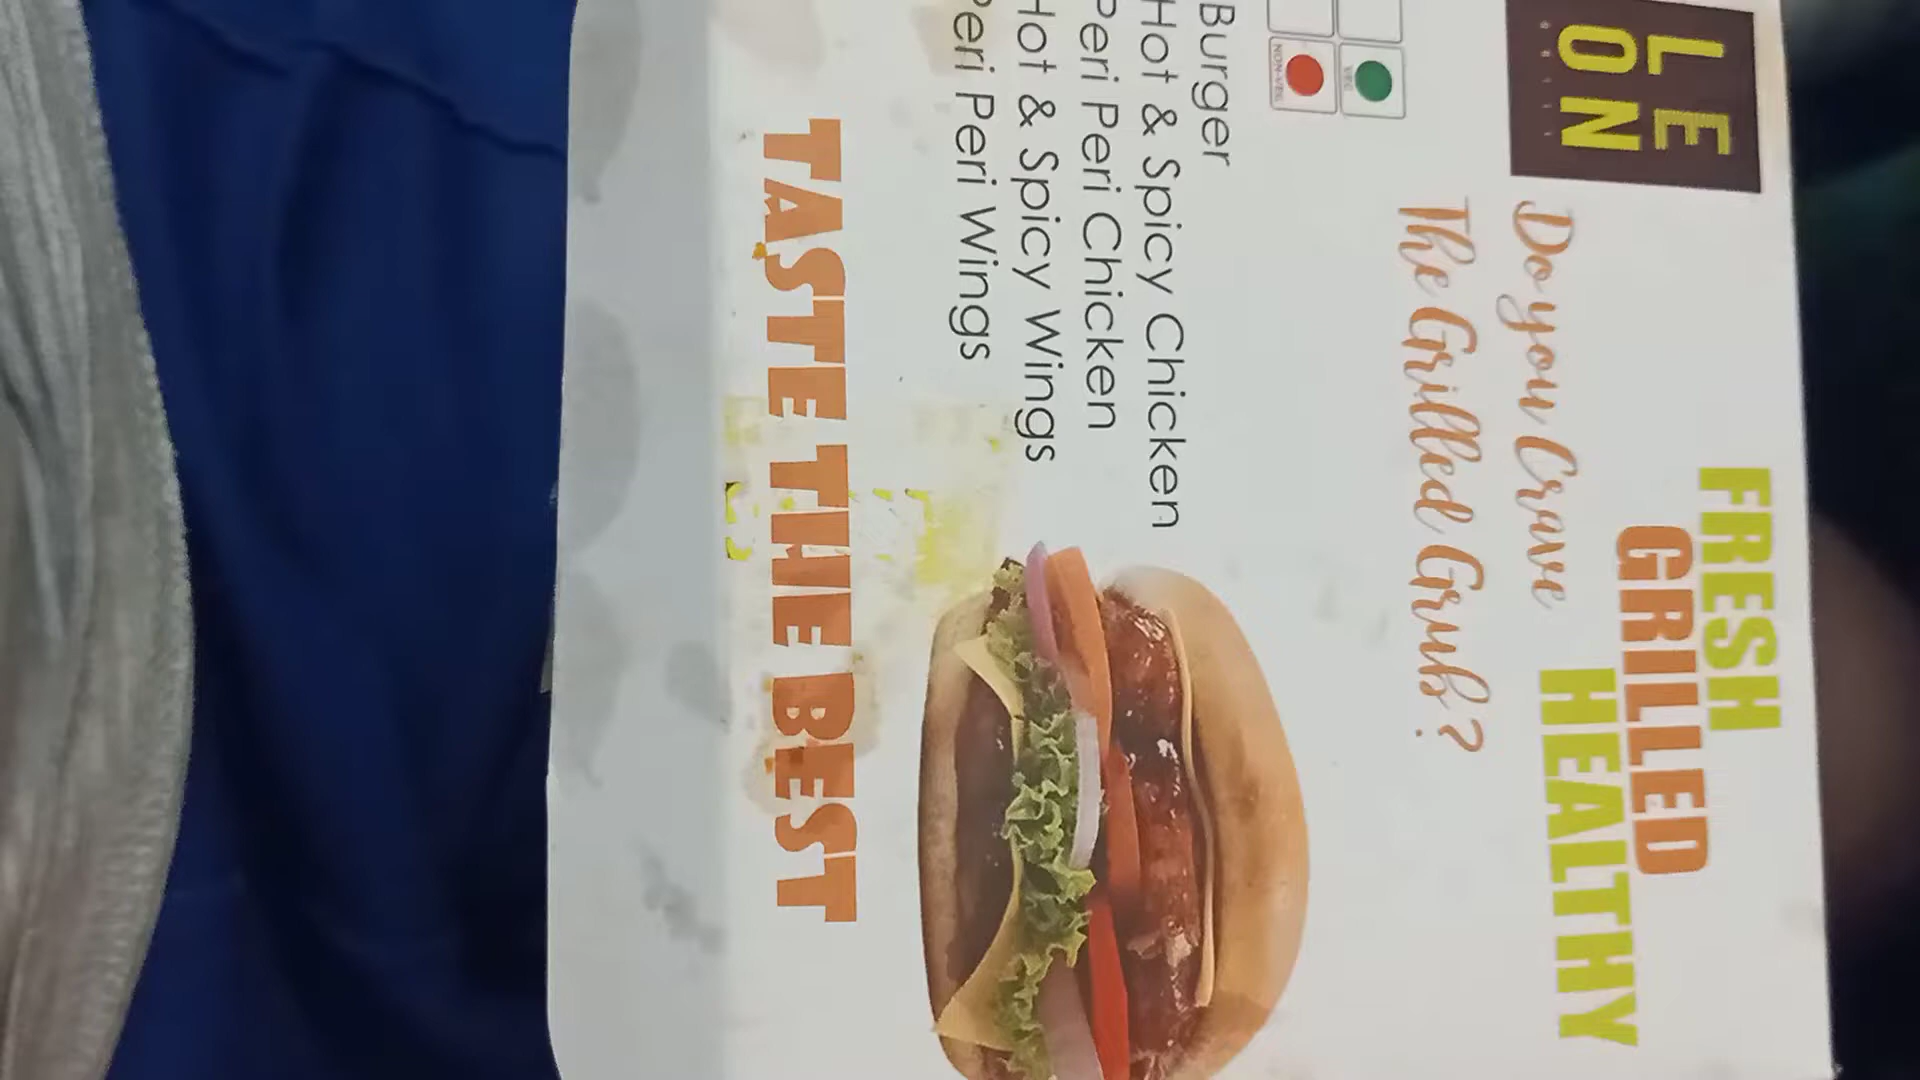 LE
ON
GRILL
FRESH
GRILLED
HEALTHY
Do you Crave
The Grilled Grub?
VEG
NON-VEG
Burger
Hot & Spicy Chicken
Peri Peri Chicken
Hot & Spicy Wings
Peri Peri Wings
TASTE THE BEST